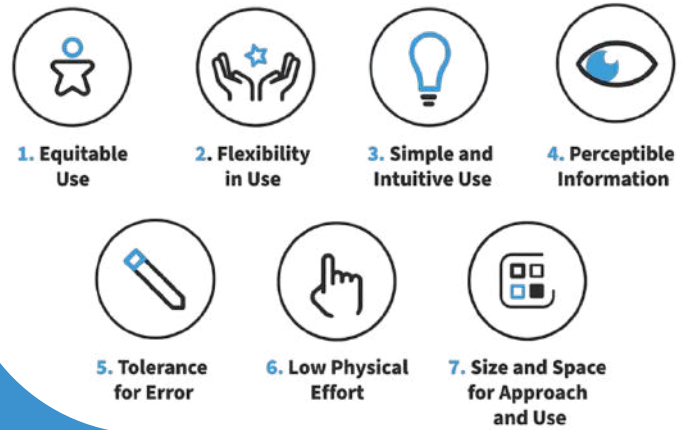 1. Equitable
Use
2. Flexibility
in Use
3. Simple and
Intuitive Use
4. Perceptible
Information
5. Tolerance
for Error
6. Low Physical
Effort
7. Size and Space
for Approach
and Use